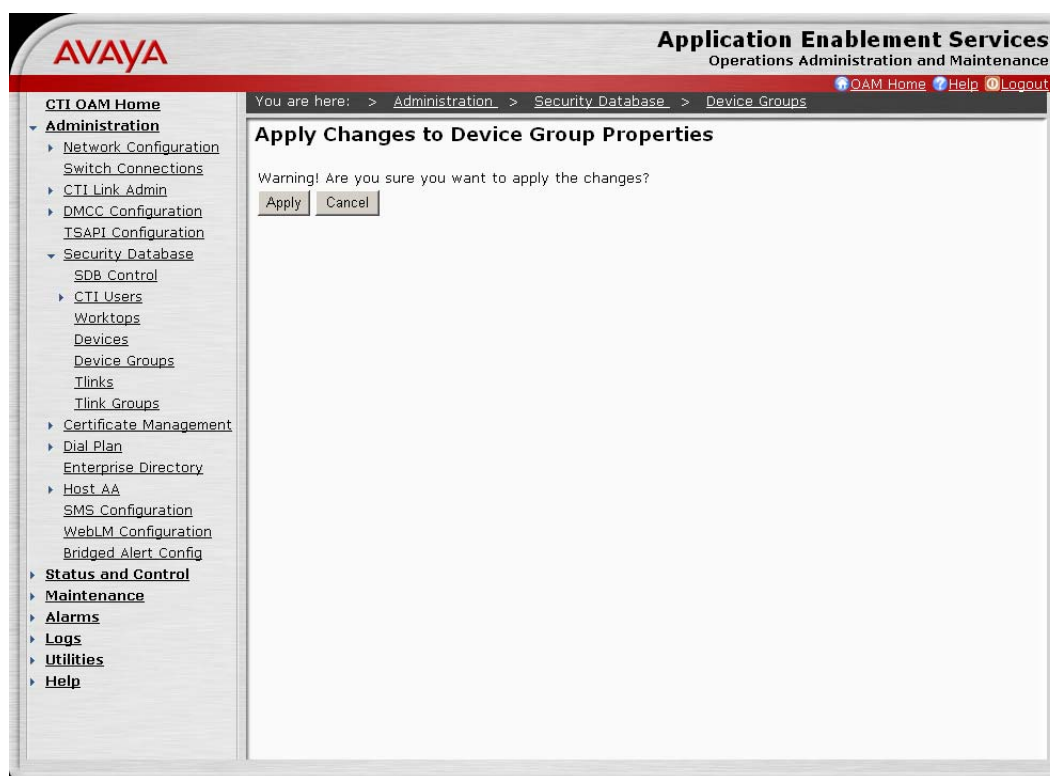 AVAYA
Application Enablement Services
Operations Administration and Maintenance
OAM Home Help Logout
CTI OAM Home
Administration
Network Configuration
Switch Connections
CTI Link Admin
DMCC Configuration
TSAPI Configuration
Security Database
SDB Control
CTI Users
Worktops
Devices
Device Groups
Tlinks
Tlink Groups
Certificate Management
Dial Plan
Enterprise Directory
Host AA
SMS Configuration
WebLM Configuration
Bridged Alert Config
Status and Control
Maintenance
Alarms
Logs
Utilities
Help
You are here: > Administration > Security Database > Device Groups
Apply Changes to Device Group Properties
Warning! Are you sure you want to apply the changes?
Apply Cancel